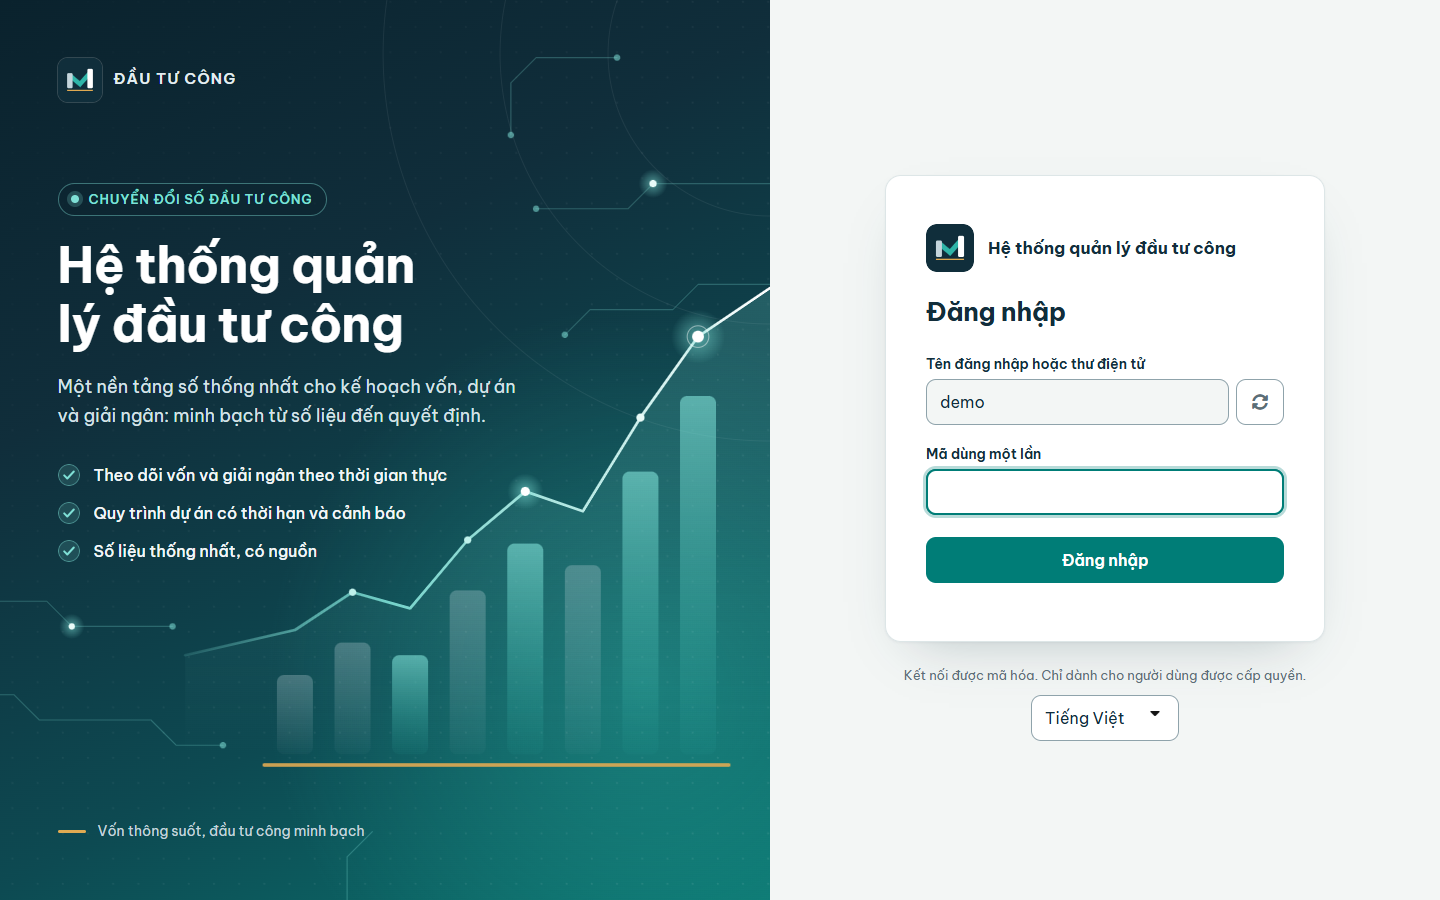 ĐẦU TƯ CÔNG
CHUYỂN ĐỔI SỐ ĐẦU TƯ CÔNG
Hệ thống quản
lý đầu tư công
Một nền tảng số thống nhất cho kế hoạch vốn, dự án
và giải ngân: minh bạch từ số liệu đến quyết định.
Theo dõi vốn và giải ngân theo thời gian thực
Quy trình dự án có thời hạn và cảnh báo
Số liệu thống nhất, có nguồn
Vốn thông suốt, đầu tư công minh bạch
Hệ thống quản lý đầu tư công
Đăng nhập
Tên đăng nhập hoặc thư điện tử
demo
Mã dùng một lần
Đăng nhập
Kết nối được mã hóa. Chỉ dành cho người dùng được cấp quyền.
Tiếng Việt